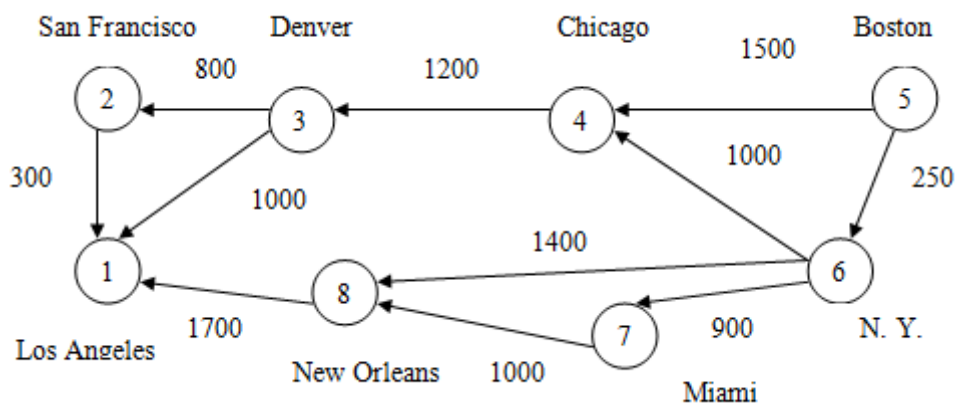 San Francisco Denver Chicago Boston
800 1200 1500
2 3 4 5
300 1000 1000 250
1 8 1400 7 6
1700 900 N. Y.
Los Angeles New Orleans 1000 Miami